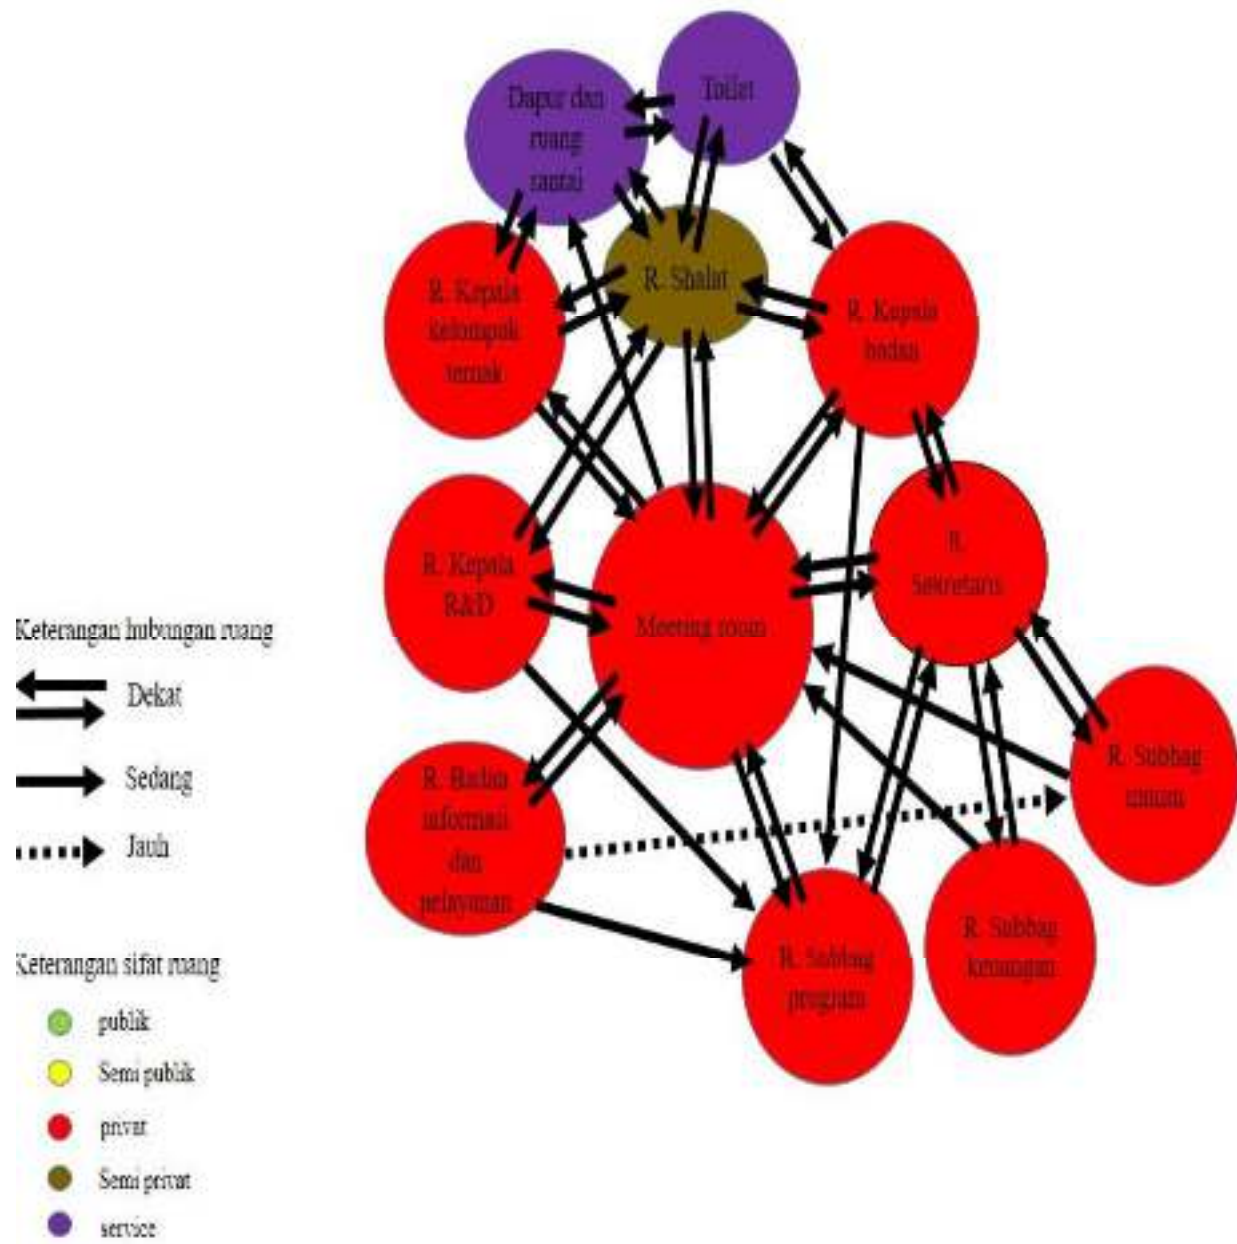 Toilet
Dapur dan
ruang
rantai
R. Shalat
R. Kepala
kelompok
ternak
R. Kepala
badan
R. Kepala
R&D
Meeting room
R.
Sekretaris
R. Badan
informasi
dan
pelayanan
R. Subbag
umum
R. Subbag
program
R. Subbag
keuangan
Keterangan hubungan ruang
Dekat
Sedang
Jauh
Keterangan sifat ruang
publik
Semi publik
privat
Semi privat
service